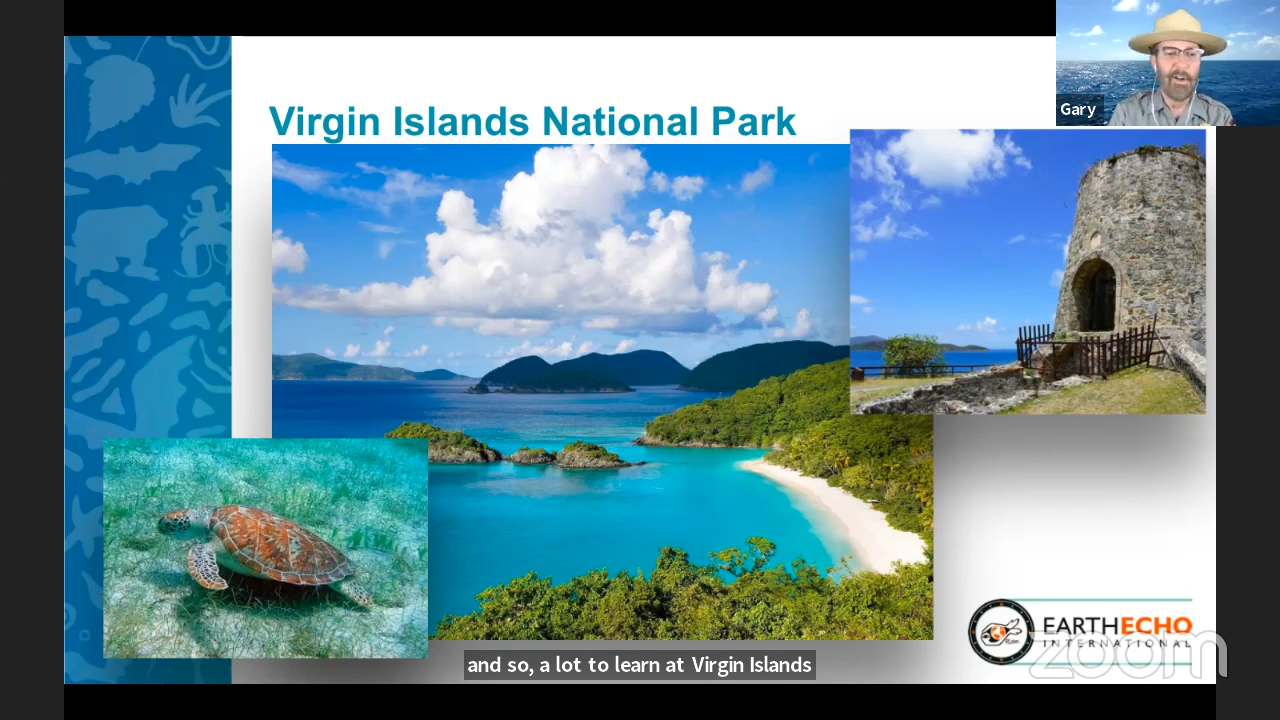 Gary
Virgin Islands National Park
EARTHECHO
INTERNATIONAL
zoom
and so, a lot to learn at Virgin Islands